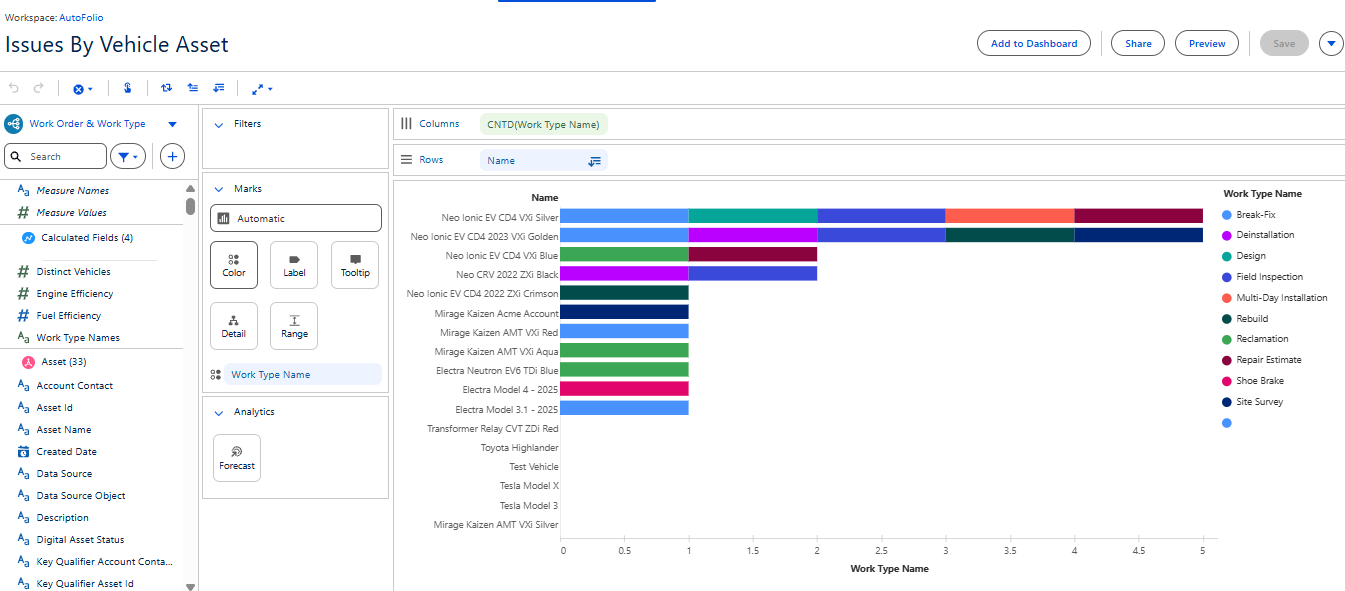 Workspace: AutoFolio
Issues By Vehicle Asset
Add to Dashboard
Share
Preview
Save
Work Order & Work Type
Search
Measure Names
Measure Values
Calculated Fields (4)
Distinct Vehicles
Engine Efficiency
Fuel Efficiency
Work Type Names
Asset (33)
Account Contact
Asset Id
Asset Name
Created Date
Data Source
Data Source Object
Description
Digital Asset Status
Key Qualifier Account Conta...
Key Qualifier Asset Id
Filters
Marks
Automatic
Color
Label
Tooltip
Detail
Range
Work Type Name
Analytics
Forecast
Columns
CNTD(Work Type Name)
Rows
Name
Name
Neo Ionic EV CD4 VXi Silver
Neo Ionic EV CD4 2023 VXi Golden
Neo Ionic EV CD4 VXi Blue
Neo CRV 2022 ZXi Black
Neo Ionic EV CD4 2022 ZXi Crimson
Mirage Kaizen Acme Account
Mirage Kaizen AMT VXi Red
Mirage Kaizen AMT VXi Aqua
Electra Neutron EV6 TDi Blue
Electra Model 4 - 2025
Electra Model 3.1 - 2025
Transformer Relay CVT ZDi Red
Toyota Highlander
Test Vehicle
Tesla Model X
Tesla Model 3
Mirage Kaizen AMT VXi Silver
0 0.5 1 1.5 2 2.5 3 3.5 4 4.5 5
Work Type Name
Work Type Name
Break-Fix
Deinstallation
Design
Field Inspection
Multi-Day Installation
Rebuild
Reclamation
Repair Estimate
Shoe Brake
Site Survey